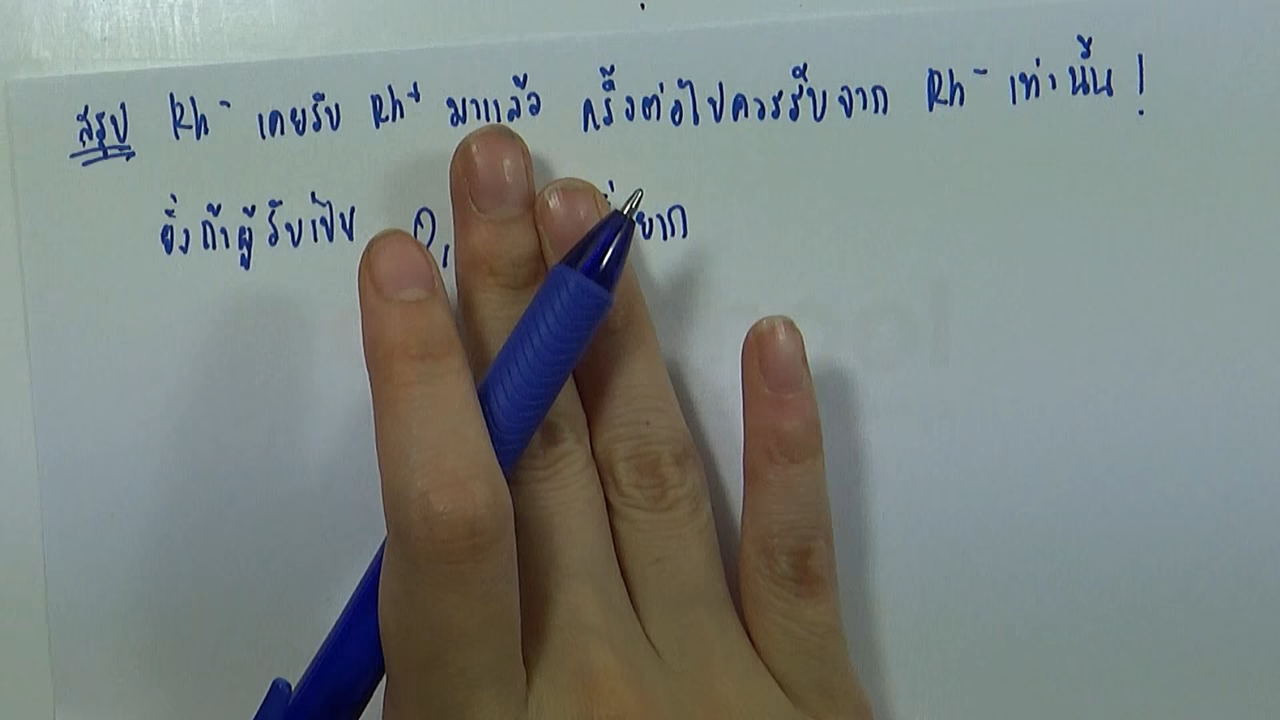 สรุป Rh⁻ เคยรับ Rh⁺ มาแล้ว ครั้งต่อไปควรรับจาก Rh⁻ เท่านั้น !
ยิ่งถ้าผู้รับเป็น O, ยาก